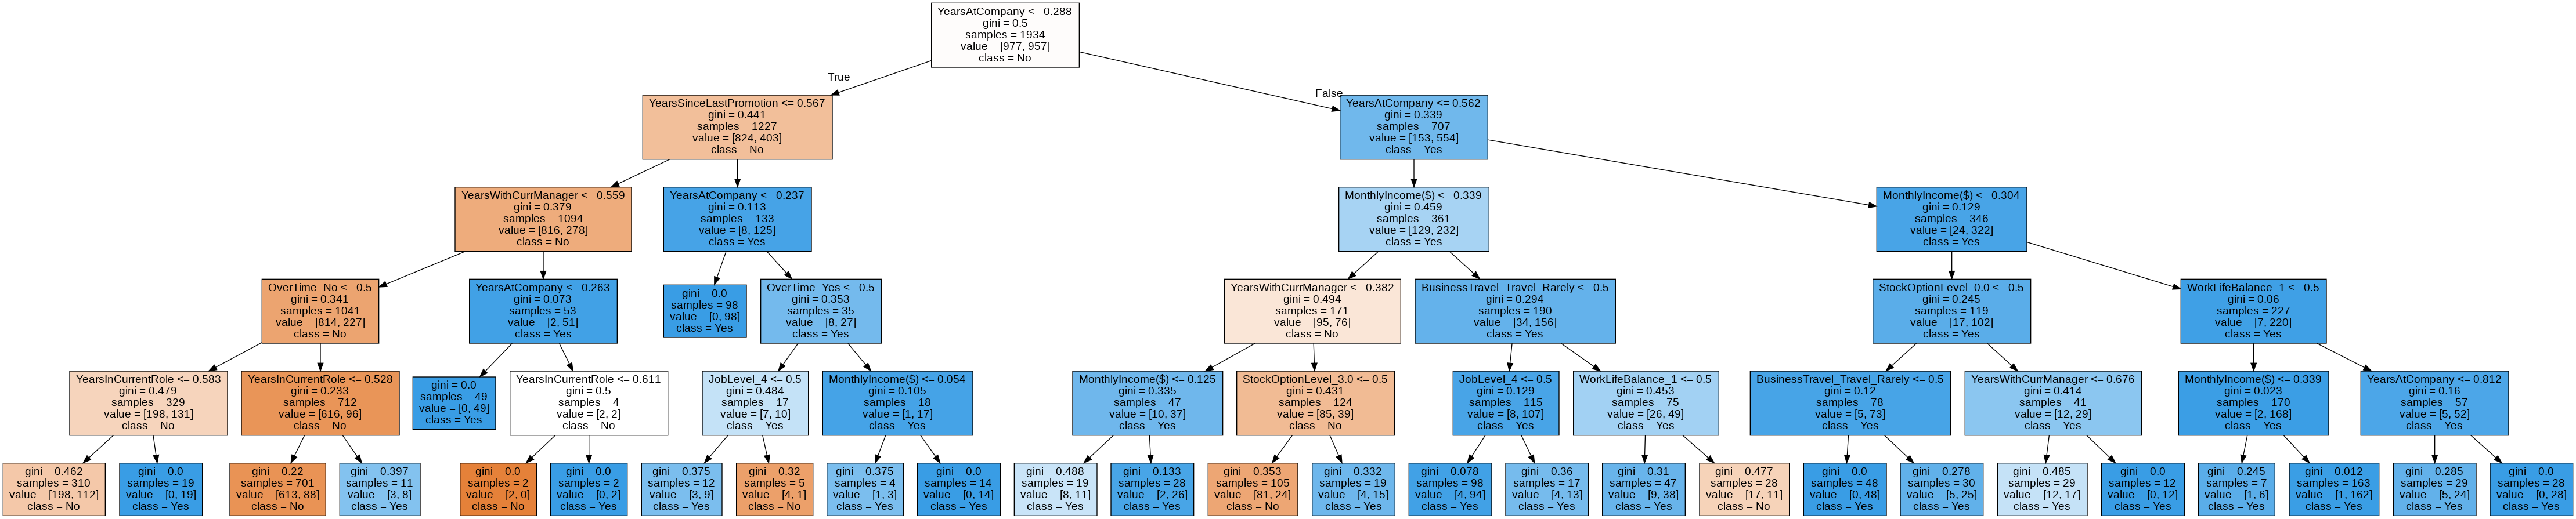 YearsAtCompany <= 0.288
gini = 0.5
samples = 1934
value = [977, 957]
class = No
True
False
YearsSinceLastPromotion <= 0.567
gini = 0.441
samples = 1227
value = [824, 403]
class = No
YearsAtCompany <= 0.562
gini = 0.339
samples = 707
value = [153, 554]
class = Yes
YearsWithCurrManager <= 0.559
gini = 0.379
samples = 1094
value = [816, 278]
class = No
YearsAtCompany <= 0.237
gini = 0.113
samples = 133
value = [8, 125]
class = Yes
MonthlyIncome($) <= 0.339
gini = 0.459
samples = 361
value = [129, 232]
class = Yes
MonthlyIncome($) <= 0.304
gini = 0.129
samples = 346
value = [24, 322]
class = Yes
OverTime_No <= 0.5
gini = 0.341
samples = 1041
value = [814, 227]
class = No
YearsAtCompany <= 0.263
gini = 0.073
samples = 53
value = [2, 51]
class = Yes
gini = 0.0
samples = 98
value = [0, 98]
class = Yes
OverTime_Yes <= 0.5
gini = 0.353
samples = 35
value = [8, 27]
class = Yes
YearsWithCurrManager <= 0.382
gini = 0.494
samples = 171
value = [95, 76]
class = No
BusinessTravel_Travel_Rarely <= 0.5
gini = 0.294
samples = 190
value = [34, 156]
class = Yes
StockOptionLevel_0.0 <= 0.5
gini = 0.245
samples = 119
value = [17, 102]
class = Yes
WorkLifeBalance_1 <= 0.5
gini = 0.06
samples = 227
value = [7, 220]
class = Yes
YearsInCurrentRole <= 0.583
gini = 0.479
samples = 329
value = [198, 131]
class = No
YearsInCurrentRole <= 0.528
gini = 0.233
samples = 712
value = [616, 96]
class = No
gini = 0.0
samples = 49
value = [0, 49]
class = Yes
YearsInCurrentRole <= 0.611
gini = 0.5
samples = 4
value = [2, 2]
class = No
JobLevel_4 <= 0.5
gini = 0.484
samples = 17
value = [7, 10]
class = Yes
MonthlyIncome($) <= 0.054
gini = 0.105
samples = 18
value = [1, 17]
class = Yes
MonthlyIncome($) <= 0.125
gini = 0.335
samples = 47
value = [10, 37]
class = Yes
StockOptionLevel_3.0 <= 0.5
gini = 0.431
samples = 124
value = [85, 39]
class = No
JobLevel_4 <= 0.5
gini = 0.129
samples = 115
value = [8, 107]
class = Yes
WorkLifeBalance_1 <= 0.5
gini = 0.453
samples = 75
value = [26, 49]
class = Yes
BusinessTravel_Travel_Rarely <= 0.5
gini = 0.12
samples = 78
value = [5, 73]
class = Yes
YearsWithCurrManager <= 0.676
gini = 0.414
samples = 41
value = [12, 29]
class = Yes
MonthlyIncome($) <= 0.339
gini = 0.023
samples = 170
value = [2, 168]
class = Yes
YearsAtCompany <= 0.812
gini = 0.16
samples = 57
value = [5, 52]
class = Yes
gini = 0.462
samples = 310
value = [198, 112]
class = No
gini = 0.0
samples = 19
value = [0, 19]
class = Yes
gini = 0.22
samples = 701
value = [613, 88]
class = No
gini = 0.397
samples = 11
value = [3, 8]
class = Yes
gini = 0.0
samples = 2
value = [2, 0]
class = No
gini = 0.0
samples = 2
value = [0, 2]
class = Yes
gini = 0.375
samples = 12
value = [3, 9]
class = Yes
gini = 0.32
samples = 5
value = [4, 1]
class = No
gini = 0.375
samples = 4
value = [1, 3]
class = Yes
gini = 0.0
samples = 14
value = [0, 14]
class = Yes
gini = 0.488
samples = 19
value = [8, 11]
class = Yes
gini = 0.133
samples = 28
value = [2, 26]
class = Yes
gini = 0.353
samples = 105
value = [81, 24]
class = No
gini = 0.332
samples = 19
value = [4, 15]
class = Yes
gini = 0.078
samples = 98
value = [4, 94]
class = Yes
gini = 0.36
samples = 17
value = [4, 13]
class = Yes
gini = 0.31
samples = 47
value = [9, 38]
class = Yes
gini = 0.477
samples = 28
value = [17, 11]
class = No
gini = 0.0
samples = 48
value = [0, 48]
class = Yes
gini = 0.278
samples = 30
value = [5, 25]
class = Yes
gini = 0.485
samples = 29
value = [12, 17]
class = Yes
gini = 0.0
samples = 12
value = [0, 12]
class = Yes
gini = 0.245
samples = 7
value = [1, 6]
class = Yes
gini = 0.012
samples = 163
value = [1, 162]
class = Yes
gini = 0.285
samples = 29
value = [5, 24]
class = Yes
gini = 0.0
samples = 28
value = [0, 28]
class = Yes